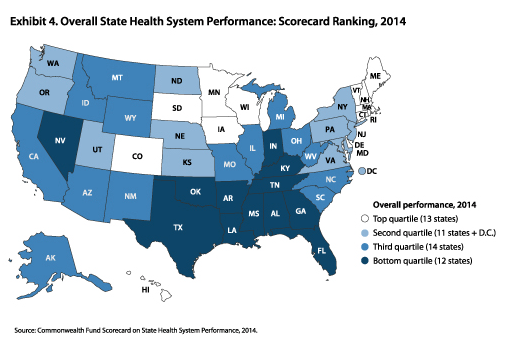 Exhibit 4. Overall State Health System Performance: Scorecard Ranking, 2014
WA
OR
CA
NV
ID
MT
WY
UT
AZ
CO
NM
ND
SD
NE
KS
OK
TX
MN
IA
MO
AR
LA
WI
IL
MS
MI
IN
KY
TN
AL
OH
WV
VA
NC
SC
GA
FL
PA
NY
VT
NH
ME
MA
CT
RI
NJ
DE
MD
DC
AK
HI
Overall performance, 2014
Top quartile (13 states)
Second quartile (11 states + D.C.)
Third quartile (14 states)
Bottom quartile (12 states)
Source: Commonwealth Fund Scorecard on State Health System Performance, 2014.